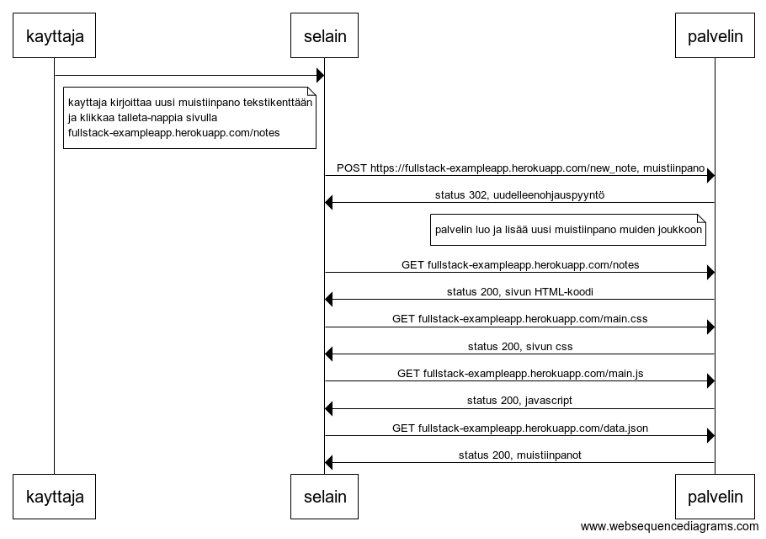 kayttaja
selain
palvelin
kayttaja kirjoittaa uusi muistiinpano tekstikenttään
ja klikkaa talleta-nappia sivulla
fullstack-exampleapp.herokuapp.com/notes
POST https://fullstack-exampleapp.herokuapp.com/new_note, muistiinpano
status 302, uudelleenohjauspyyntö
palvelin luo ja lisää uusi muistiinpano muiden joukkoon
GET fullstack-exampleapp.herokuapp.com/notes
status 200, sivun HTML-koodi
GET fullstack-exampleapp.herokuapp.com/main.css
status 200, sivun css
GET fullstack-exampleapp.herokuapp.com/main.js
status 200, javascript
GET fullstack-exampleapp.herokuapp.com/data.json
status 200, muistiinpanot
kayttaja
selain
palvelin
www.websequencediagrams.com